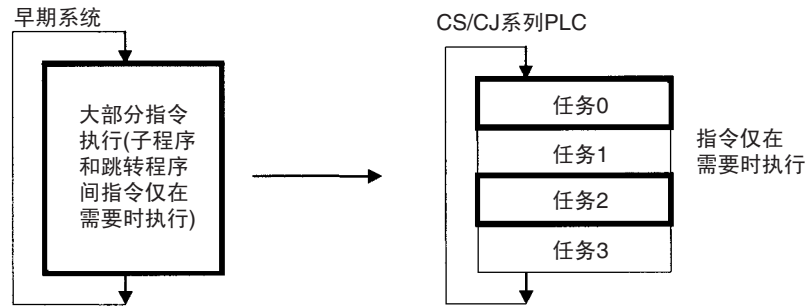 早期系统
大部分指令
执行(子程序
和跳转程序
间指令仅在
需要时执行)
CS/CJ系列PLC
任务0
任务1
任务2
任务3
指令仅在
需要时执行